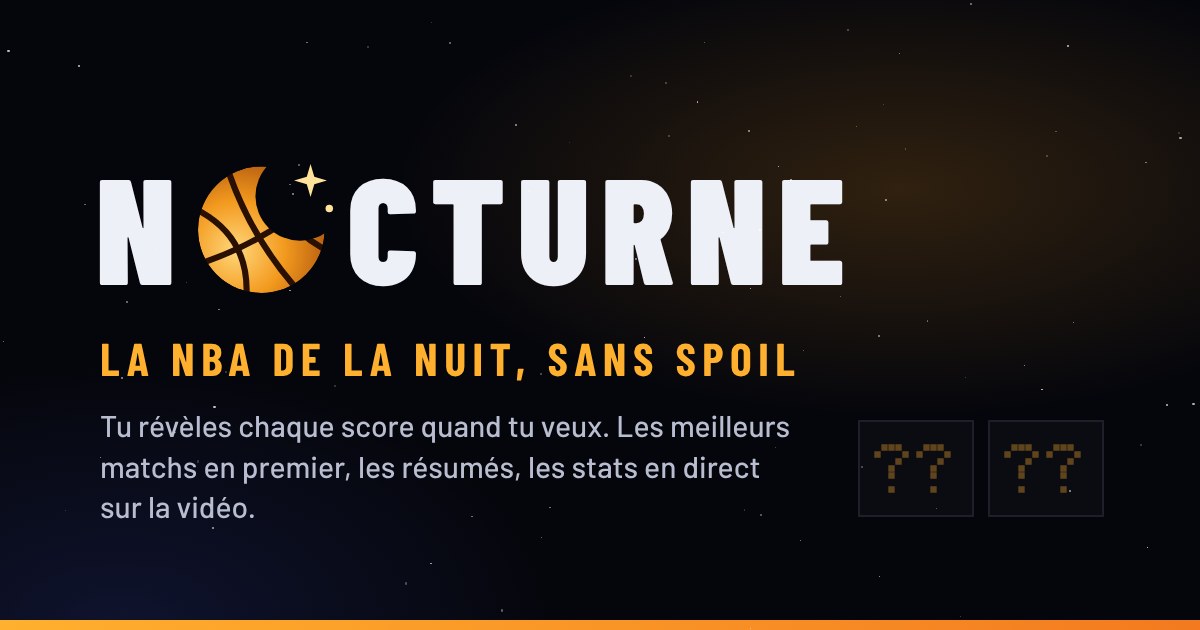 NOCTURNE
LA NBA DE LA NUIT, SANS SPOIL
Tu révèles chaque score quand tu veux. Les meilleurs
matchs en premier, les résumés, les stats en direct
sur la vidéo.
?? ??